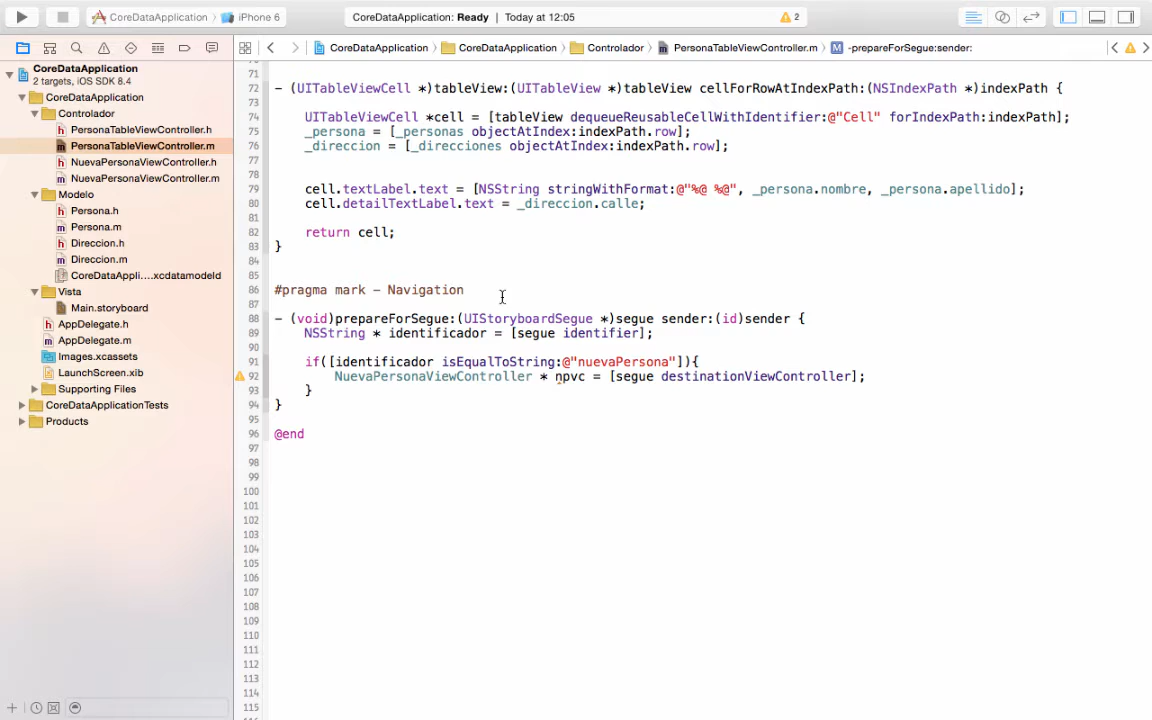 CoreDataApplication
iPhone 6
CoreDataApplication: Ready | Today at 12:05
2
CoreDataApplication
CoreDataApplication
Controlador
PersonaTableViewController.m
M
-prepareForSegue:sender:
CoreDataApplication
2 targets, iOS SDK 8.4
CoreDataApplication
Controlador
h PersonaTableViewController.h
m PersonaTableViewController.m
h NuevaPersonaViewController.h
m NuevaPersonaViewController.m
Modelo
h Persona.h
m Persona.m
h Direccion.h
m Direccion.m
CoreDataAppli....xcdatamodeld
Vista
Main.storyboard
h AppDelegate.h
m AppDelegate.m
Images.xcassets
LaunchScreen.xib
Supporting Files
CoreDataApplicationTests
Products
71
72 - (UITableViewCell *)tableView:(UITableView *)tableView cellForRowAtIndexPath:(NSIndexPath *)indexPath {
73
74 UITableViewCell *cell = [tableView dequeueReusableCellWithIdentifier:@"Cell" forIndexPath:indexPath];
75 _persona = [_personas objectAtIndex:indexPath.row];
76 _direccion = [_direcciones objectAtIndex:indexPath.row];
77
78
79 cell.textLabel.text = [NSString stringWithFormat:@"%@ %@", _persona.nombre, _persona.apellido];
80 cell.detailTextLabel.text = _direccion.calle;
81
82 return cell;
83 }
84
85
86 #pragma mark - Navigation
87
88 - (void)prepareForSegue:(UIStoryboardSegue *)segue sender:(id)sender {
89 NSString * identificador = [segue identifier];
90
91 if([identificador isEqualToString:@"nuevaPersona"]){
92 NuevaPersonaViewController * npvc = [segue destinationViewController];
93 }
94 }
95
96 @end
97
98
99
100
101
102
103
104
105
106
107
108
109
110
111
112
113
114
115